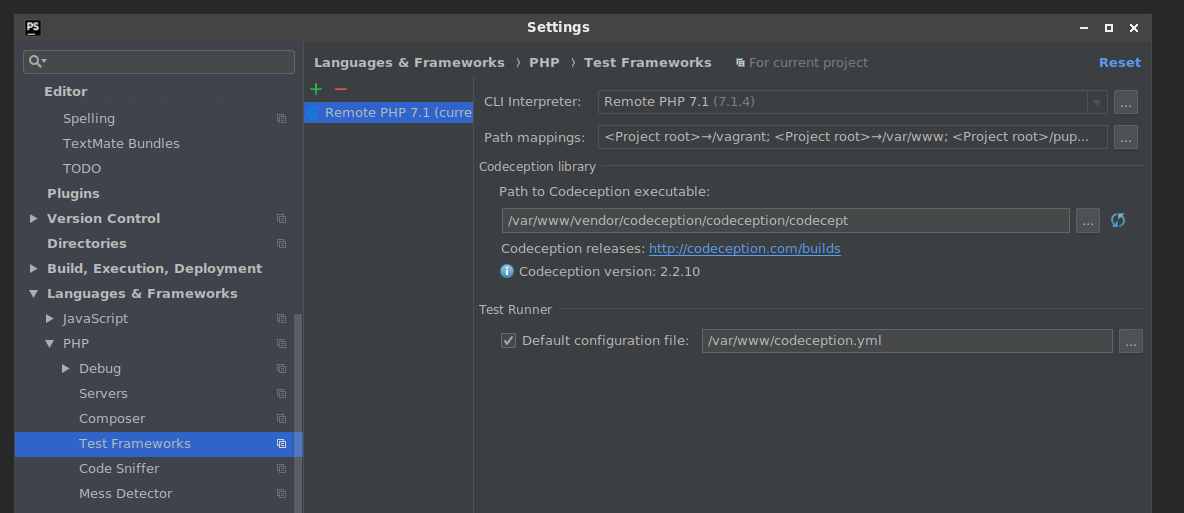 PS
Settings
Editor
Spelling
TextMate Bundles
TODO
Plugins
Version Control
Directories
Build, Execution, Deployment
Languages & Frameworks
JavaScript
PHP
Debug
Servers
Composer
Test Frameworks
Code Sniffer
Mess Detector
Languages & Frameworks › PHP › Test Frameworks For current project Reset
Remote PHP 7.1 (curre
CLI Interpreter: Remote PHP 7.1 (7.1.4) ...
Path mappings: <Project root>→/vagrant; <Project root>→/var/www; <Project root>/pup... ...
Codeception library
Path to Codeception executable:
/var/www/vendor/codeception/codeception/codecept ...
Codeception releases: http://codeception.com/builds
Codeception version: 2.2.10
Test Runner
Default configuration file: /var/www/codeception.yml ...